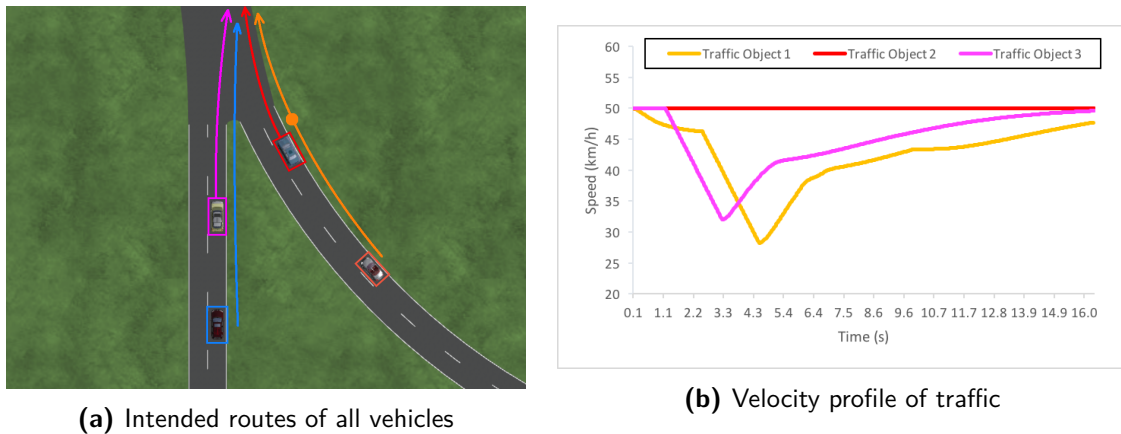 (a) Intended routes of all vehicles
60
55
50
45
40
35
30
25
20
Speed (km/h)
Traffic Object 1 Traffic Object 2 Traffic Object 3
0.1 1.1 2.2 3.3 4.3 5.4 6.4 7.5 8.6 9.6 10.7 11.7 12.8 13.9 14.9 16.0
Time (s)
(b) Velocity profile of traffic